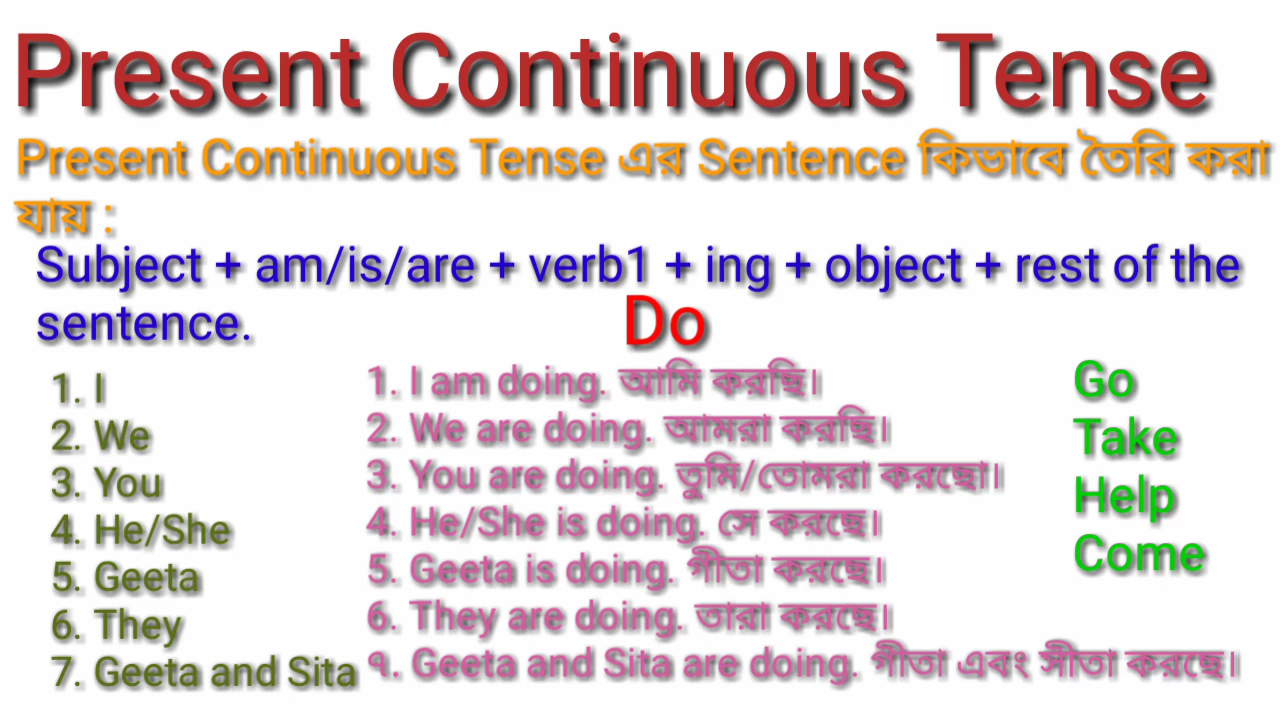 Present Continuous Tense
Present Continuous Tense এর Sentence কিভাবে তৈরি করা
যায় :
Subject + am/is/are + verb1 + ing + object + rest of the
sentence.
Do
1. I
2. We
3. You
4. He/She
5. Geeta
6. They
7. Geeta and Sita
1. I am doing. আমি করছি।
2. We are doing. আমরা করছি।
3. You are doing. তুমি/তোমরা করছো।
4. He/She is doing. সে করছে।
5. Geeta is doing. গীতা করছে।
6. They are doing. তারা করছে।
৭. Geeta and Sita are doing. গীতা এবং সীতা করছে।
Go
Take
Help
Come